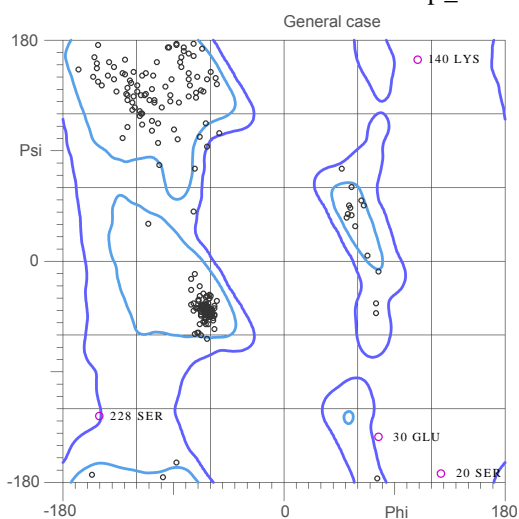 General case
180
140 LYS
Psi
0
228 SER
30 GLU
20 SER
-180
-180 0 Phi 180